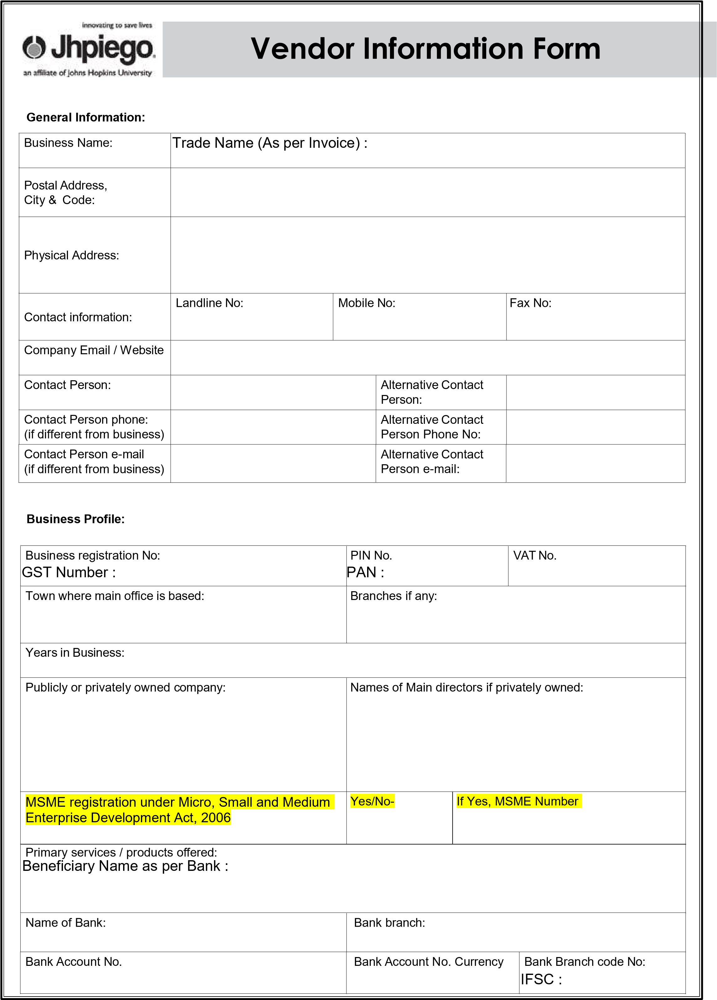 innovating to save lives
Jhpiego
an affiliate of Johns Hopkins University
Vendor Information Form
General Information:
Business Name:
Trade Name (As per Invoice) :
Postal Address,
City & Code:
Physical Address:
Contact information:
Landline No:
Mobile No:
Fax No:
Company Email / Website
Contact Person:
Alternative Contact
Person:
Contact Person phone:
(if different from business)
Alternative Contact
Person Phone No:
Contact Person e-mail
(if different from business)
Alternative Contact
Person e-mail:
Business Profile:
Business registration No:
GST Number :
PIN No.
PAN :
VAT No.
Town where main office is based:
Branches if any:
Years in Business:
Publicly or privately owned company:
Names of Main directors if privately owned:
MSME registration under Micro, Small and Medium
Enterprise Development Act, 2006
Yes/No-
If Yes, MSME Number
Primary services / products offered:
Beneficiary Name as per Bank :
Name of Bank:
Bank branch:
Bank Account No.
Bank Account No. Currency
Bank Branch code No:
IFSC :